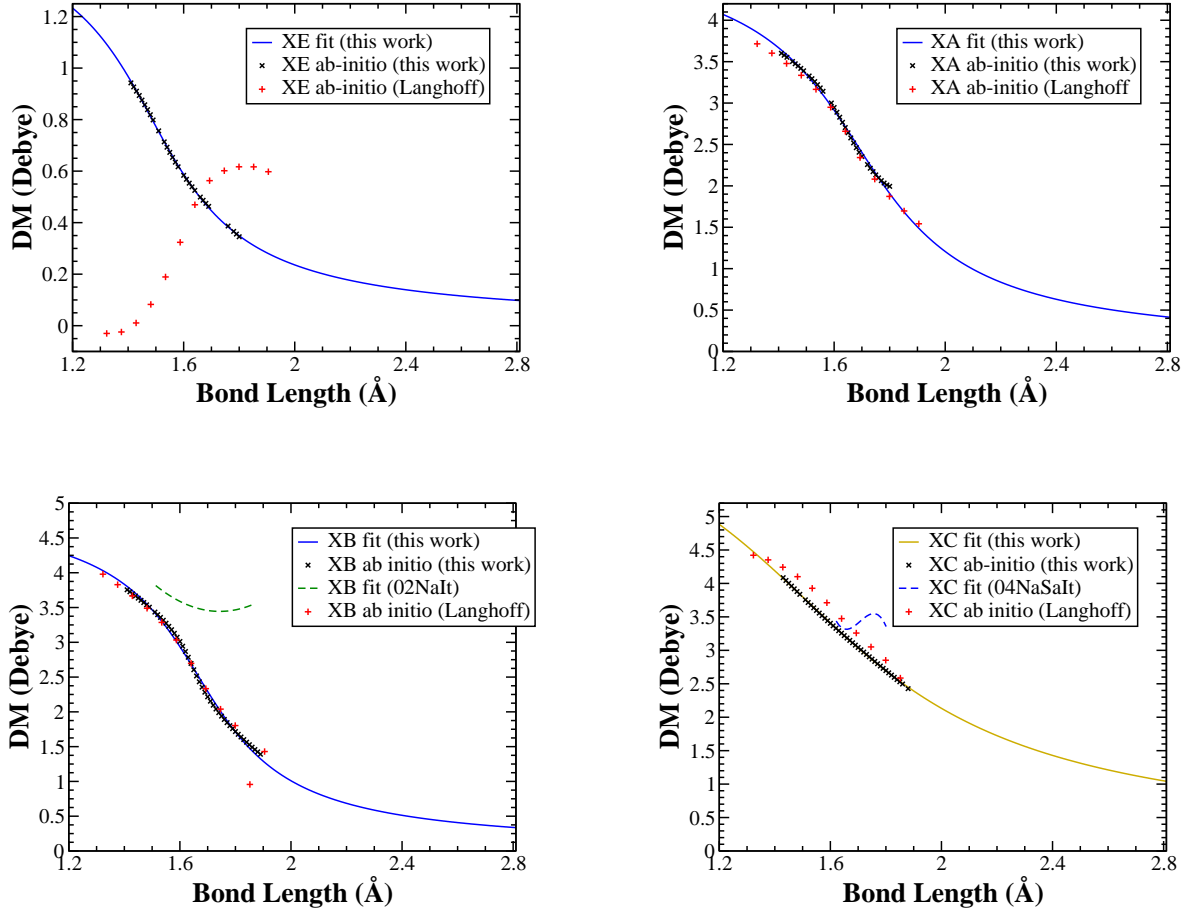 XE fit (this work)
XE ab-initio (this work)
XE ab-initio (Langhoff)
DM (Debye)
1.2
1
0.8
0.6
0.4
0.2
0
1.2
1.6
2
2.4
2.8
Bond Length (Å)
XA fit (this work)
XA ab-initio (this work)
XA ab-initio (Langhoff
DM (Debye)
4
3.5
3
2.5
2
1.5
1
0.5
0
1.2
1.6
2
2.4
2.8
Bond Length (Å)
XB fit (this work)
XB ab initio (this work)
XB fit (02NaIt)
XB ab initio (Langhoff)
DM (Debye)
5
4.5
4
3.5
3
2.5
2
1.5
1
0.5
0
1.2
1.6
2
2.4
2.8
Bond Length (Å)
XC fit (this work)
XC ab-initio (this work)
XC fit (04NaSaIt)
XC ab initio (Langhoff)
DM (Debye)
5
4.5
4
3.5
3
2.5
2
1.5
1
0.5
0
1.2
1.6
2
2.4
2.8
Bond Length (Å)